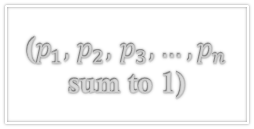 (p₁, p₂, p₃, ..., pₙ
sum to 1)